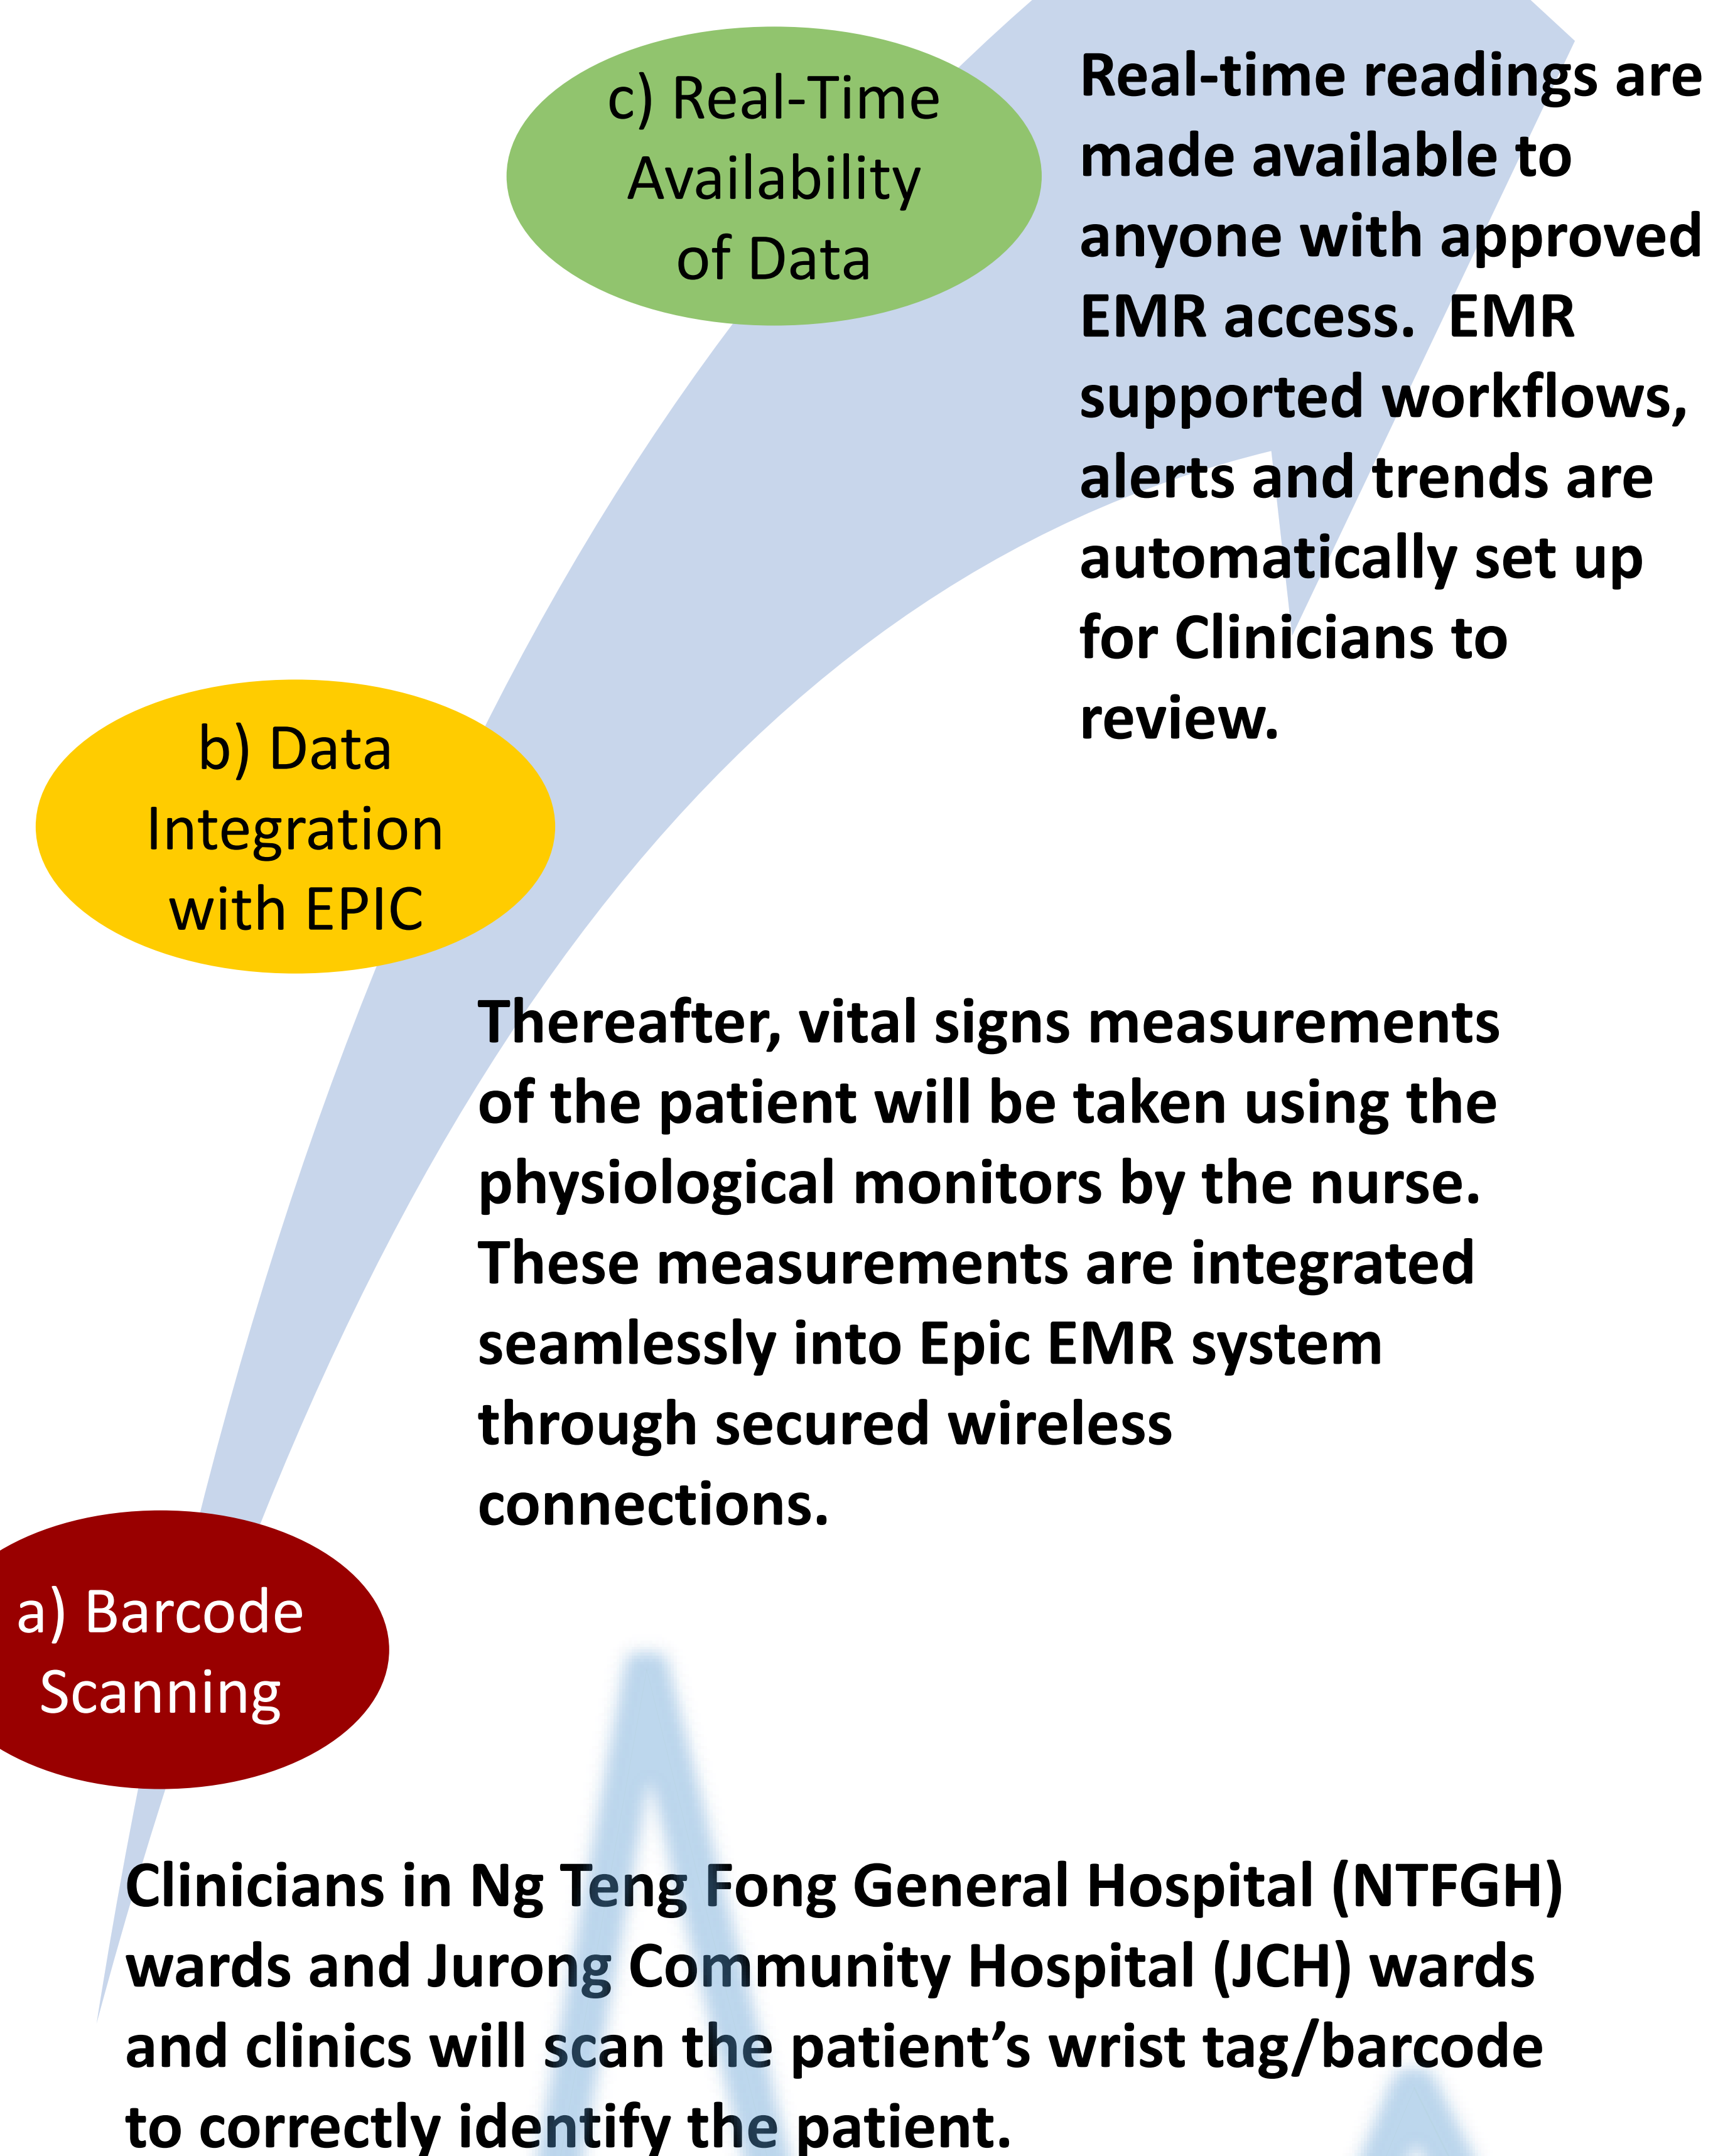 c) Real-Time
Availability
of Data
Real-time readings are
made available to
anyone with approved
EMR access.  EMR
supported workflows,
alerts and trends are
automatically set up
for Clinicians to
review.
b) Data
Integration
with EPIC
Thereafter, vital signs measurements
of the patient will be taken using the
physiological monitors by the nurse.
These measurements are integrated
seamlessly into Epic EMR system
through secured wireless
connections.
a) Barcode
Scanning
Clinicians in Ng Teng Fong General Hospital (NTFGH)
wards and Jurong Community Hospital (JCH) wards
and clinics will scan the patient’s wrist tag/barcode
to correctly identify the patient.